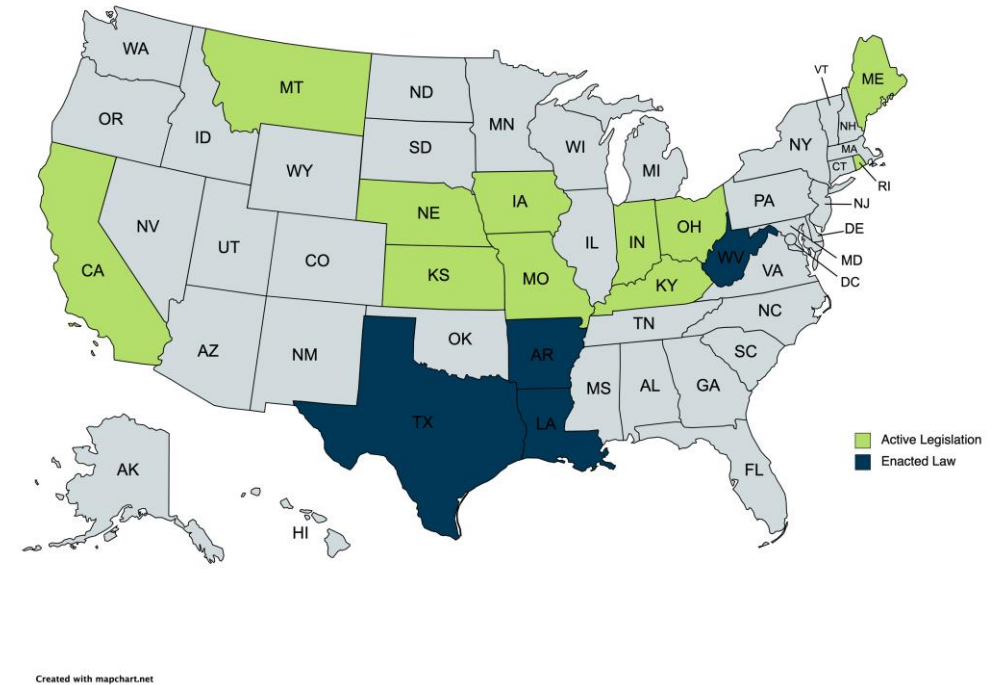 WA
MT
ND
MN
VT
ME
OR
ID
SD
WI
MI
NY
NH
MA
CT
RI
WY
NE
IA
PA
NJ
NV
UT
CO
KS
MO
IL
IN
OH
WV
DE
MD
DC
CA
KY
VA
AZ
NM
OK
AR
TN
NC
SC
TX
LA
MS
AL
GA
FL
AK
HI
Active Legislation
Enacted Law
Created with mapchart.net